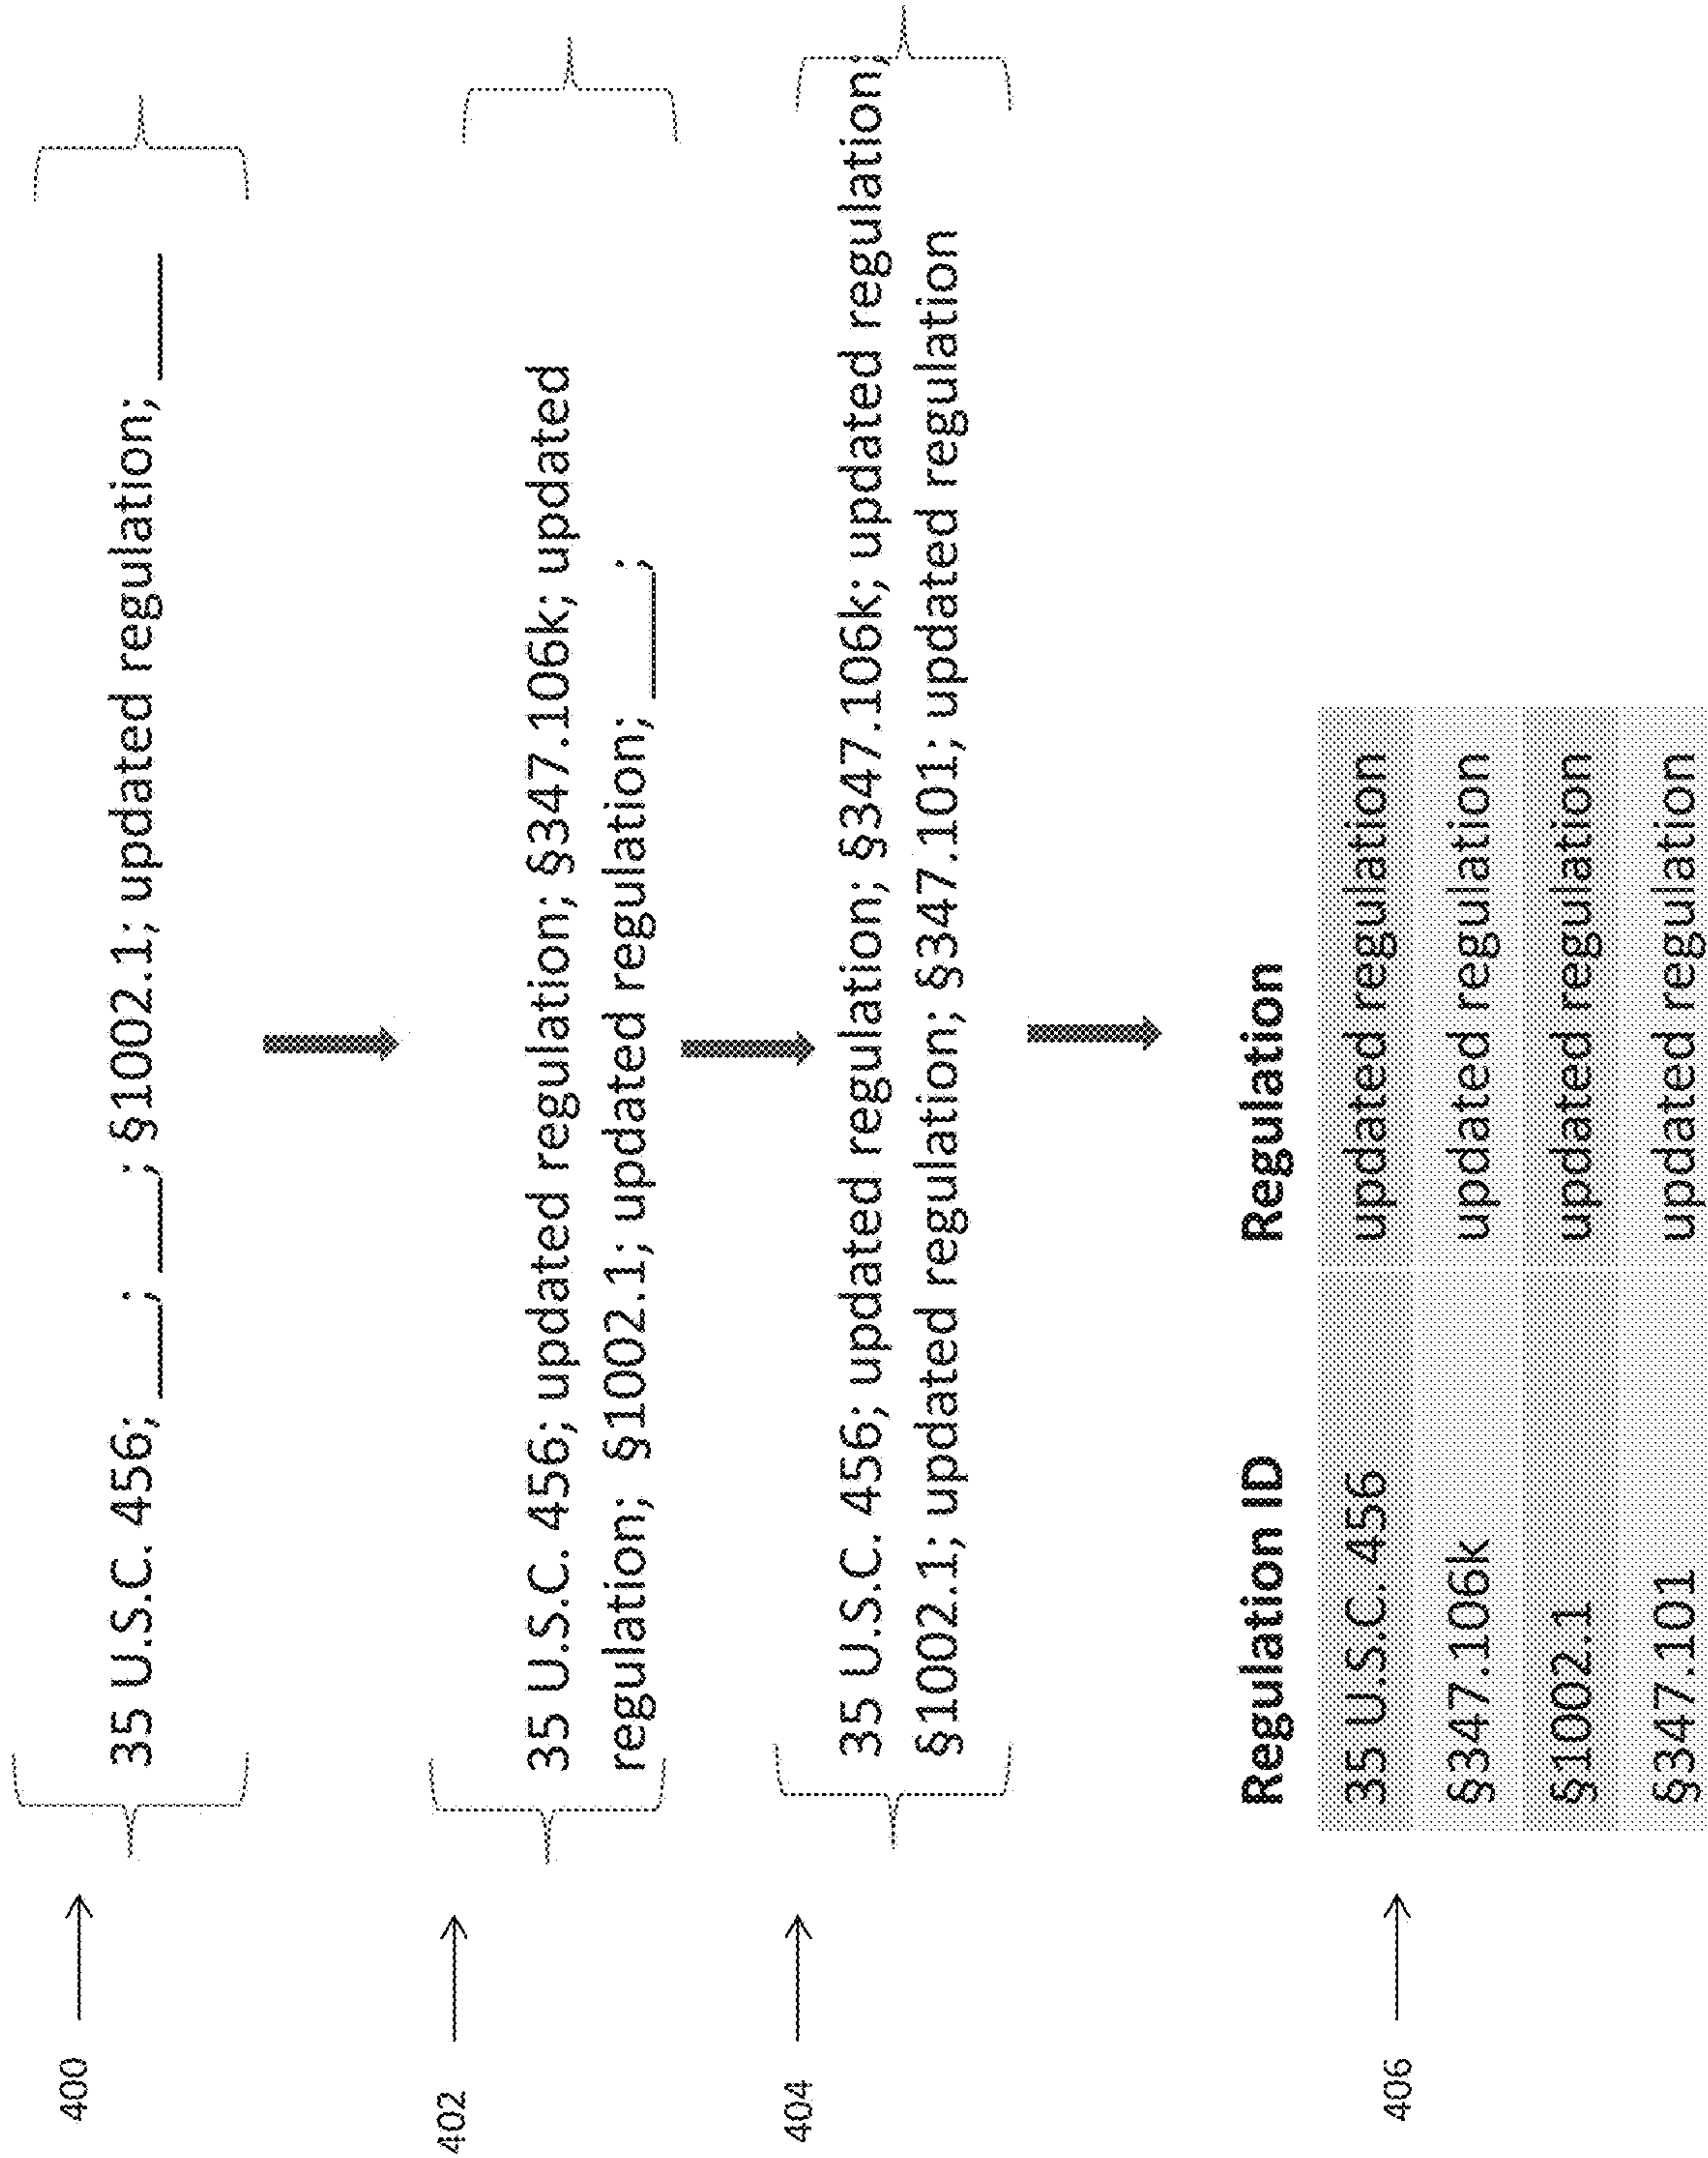 400
35 U.S.C. 456; ____; ____; §1002.1; updated regulation; ____
402
35 U.S.C. 456; updated regulation; §347.106k; updated
regulation; §1002.1; updated regulation; ____;
404
35 U.S.C. 456; updated regulation; §347.106k; updated regulation;
§1002.1; updated regulation; §347.101; updated regulation
406
Regulation ID Regulation
35 U.S.C. 456 updated regulation
§347.106k updated regulation
§1002.1 updated regulation
§347.101 updated regulation